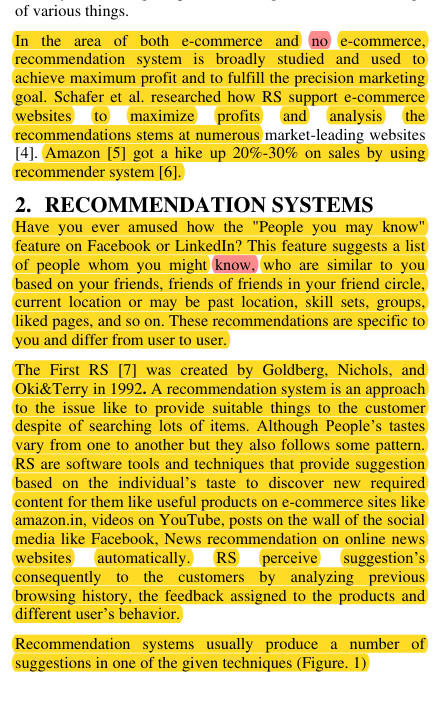 of various things.
In the area of both e-commerce and no e-commerce,
recommendation system is broadly studied and used to
achieve maximum profit and to fulfill the precision marketing
goal. Schafer et al. researched how RS support e-commerce
websites to maximize profits and analysis the
recommendations stems at numerous market-leading websites
[4]. Amazon [5] got a hike up 20%-30% on sales by using
recommender system [6].
2. RECOMMENDATION SYSTEMS
Have you ever amused how the "People you may know"
feature on Facebook or LinkedIn? This feature suggests a list
of people whom you might know, who are similar to you
based on your friends, friends of friends in your friend circle,
current location or may be past location, skill sets, groups,
liked pages, and so on. These recommendations are specific to
you and differ from user to user.
The First RS [7] was created by Goldberg, Nichols, and
Oki&Terry in 1992. A recommendation system is an approach
to the issue like to provide suitable things to the customer
despite of searching lots of items. Although People's tastes
vary from one to another but they also follows some pattern.
RS are software tools and techniques that provide suggestion
based on the individual's taste to discover new required
content for them like useful products on e-commerce sites like
amazon.in, videos on YouTube, posts on the wall of the social
media like Facebook, News recommendation on online news
websites automatically. RS perceive suggestion's
consequently to the customers by analyzing previous
browsing history, the feedback assigned to the products and
different user's behavior.
Recommendation systems usually produce a number of
suggestions in one of the given techniques (Figure. 1)